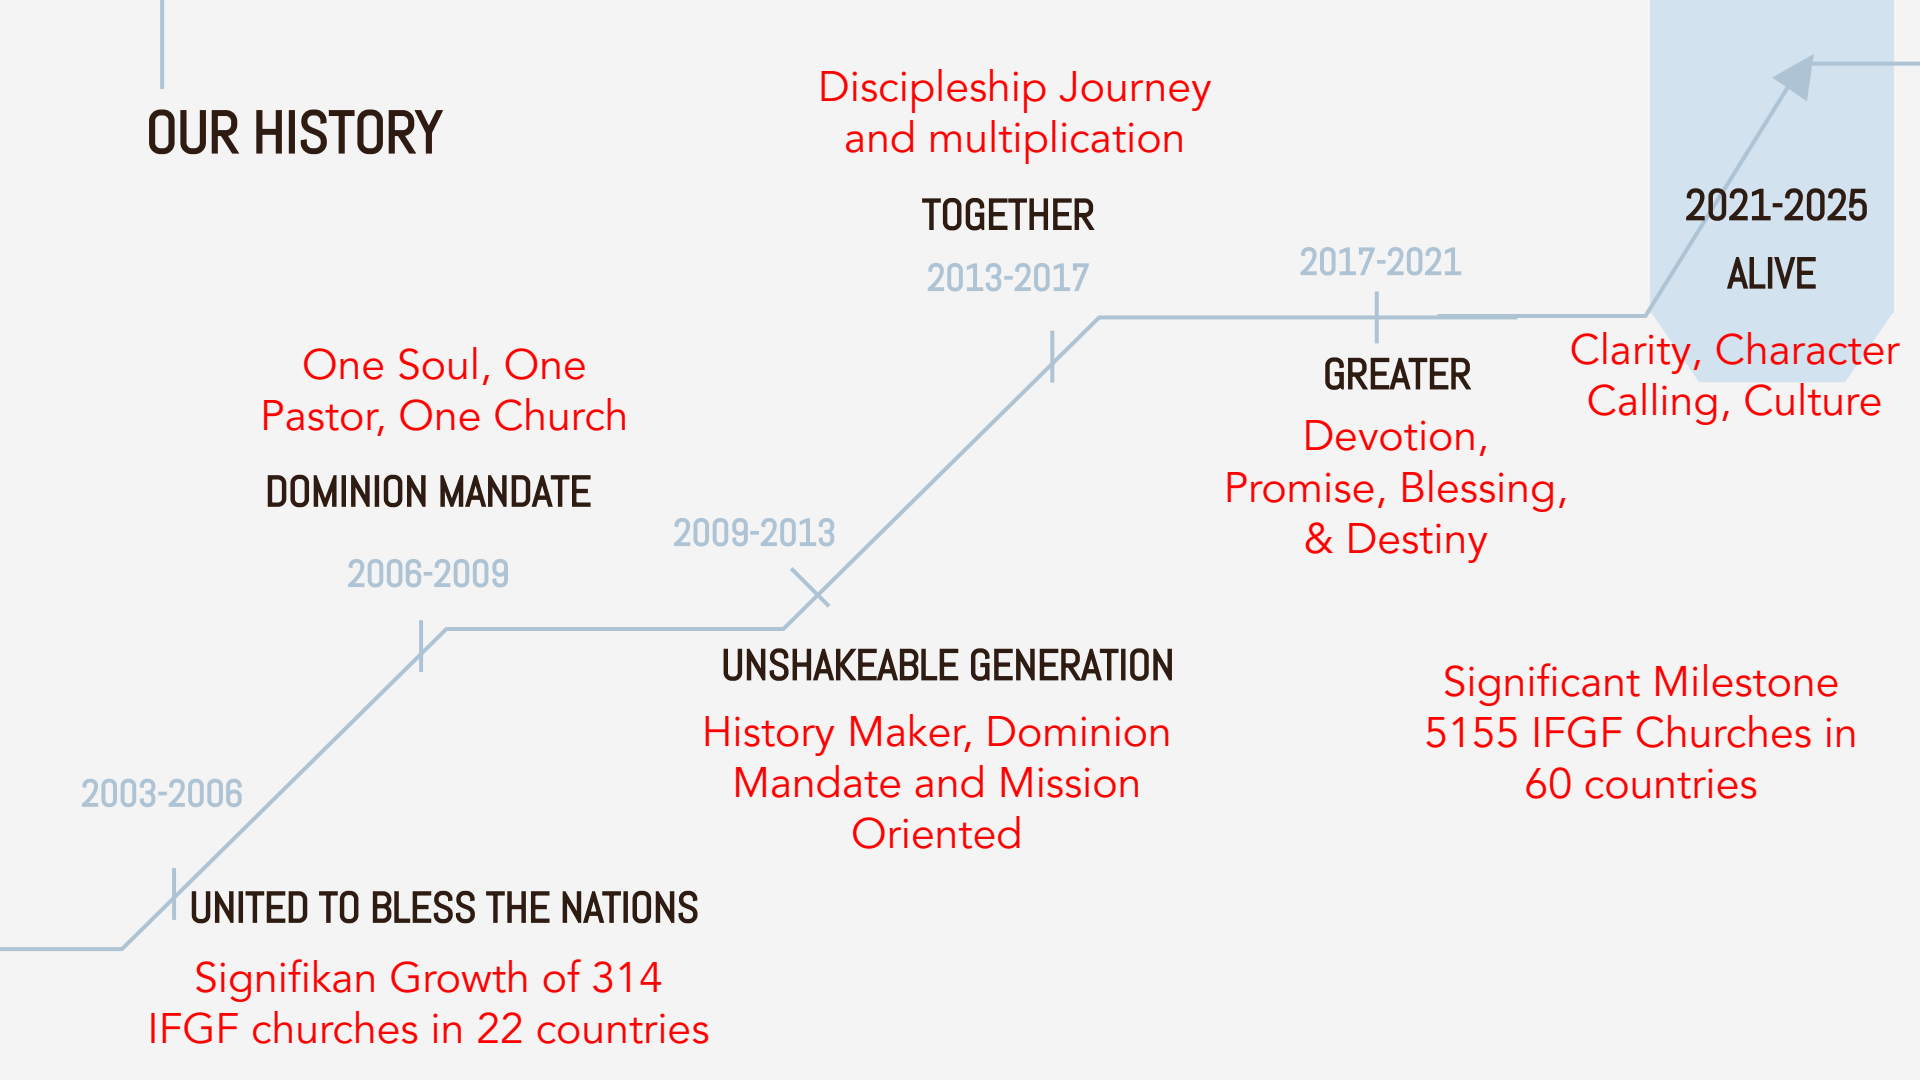 OUR HISTORY
2003-2006
UNITED TO BLESS THE NATIONS
Signifikan Growth of 314
IFGF churches in 22 countries
One Soul, One
Pastor, One Church
DOMINION MANDATE
2006-2009
2009-2013
UNSHAKEABLE GENERATION
History Maker, Dominion
Mandate and Mission
Oriented
Discipleship Journey
and multiplication
TOGETHER
2013-2017
2017-2021
GREATER
Devotion,
Promise, Blessing,
& Destiny
2021-2025
ALIVE
Clarity, Character
Calling, Culture
Significant Milestone
5155 IFGF Churches in
60 countries